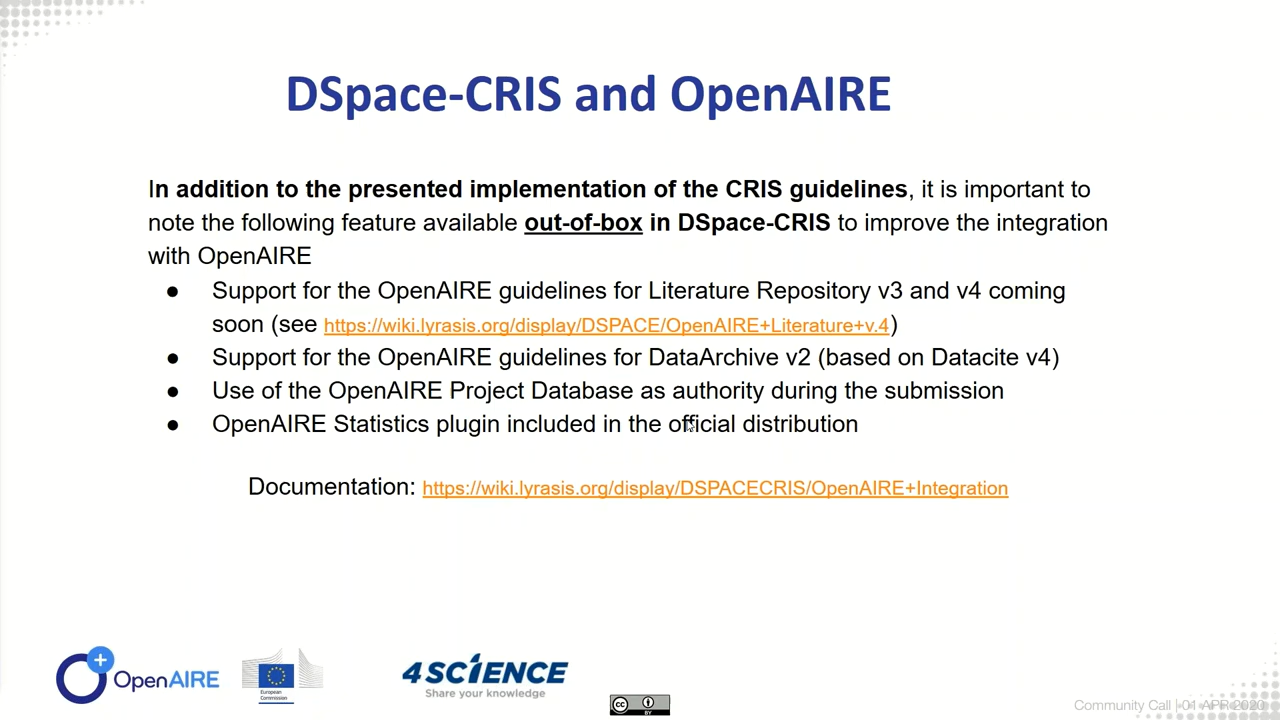 DSpace-CRIS and OpenAIRE
In addition to the presented implementation of the CRIS guidelines, it is important to
note the following feature available out-of-box in DSpace-CRIS to improve the integration
with OpenAIRE
● Support for the OpenAIRE guidelines for Literature Repository v3 and v4 coming
soon (see https://wiki.lyrasis.org/display/DSPACE/OpenAIRE+Literature+v.4)
● Support for the OpenAIRE guidelines for DataArchive v2 (based on Datacite v4)
● Use of the OpenAIRE Project Database as authority during the submission
● OpenAIRE Statistics plugin included in the official distribution
Documentation: https://wiki.lyrasis.org/display/DSPACECRIS/OpenAIRE+Integration
OpenAIRE
European
Commission
4SCIENCE
Share your knowledge
cc
BY
Community Call | 01 APR 2020